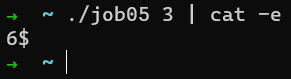 → ~ ./job05 3 | cat -e
6$
→ ~